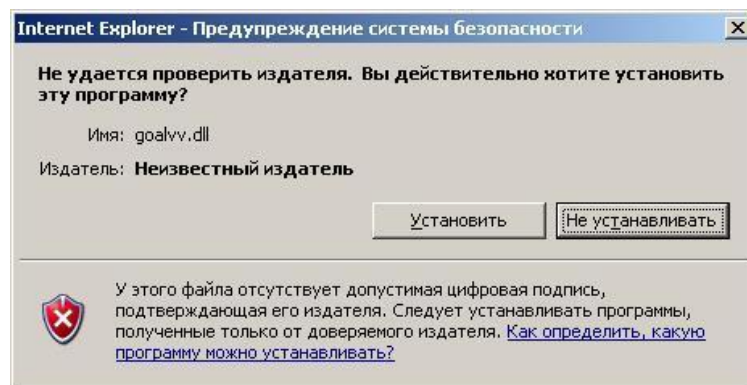 Internet Explorer - Предупреждение системы безопасности
Не удается проверить издателя. Вы действительно хотите установить
эту программу?
Имя: goalvv.dll
Издатель: Неизвестный издатель
Установить Не устанавливать
У этого файла отсутствует допустимая цифровая подпись,
подтверждающая его издателя. Следует устанавливать программы,
полученные только от доверяемого издателя. Как определить, какую
программу можно устанавливать?